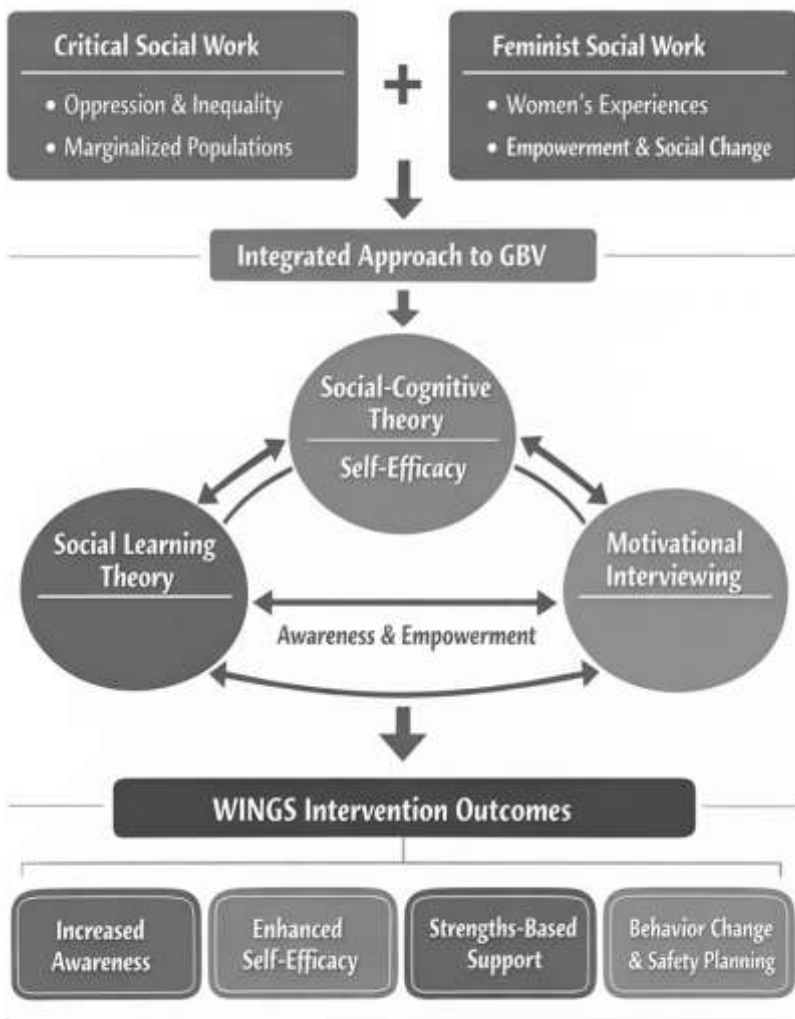 Critical Social Work
• Oppression & Inequality
• Marginalized Populations
+
Feminist Social Work
• Women's Experiences
• Empowerment & Social Change
Integrated Approach to GBV
Social-Cognitive
Theory
Self-Efficacy
Social Learning
Theory
Motivational
Interviewing
Awareness & Empowerment
WINGS Intervention Outcomes
Increased
Awareness
Enhanced
Self-Efficacy
Strengths-Based
Support
Behavior Change
& Safety Planning